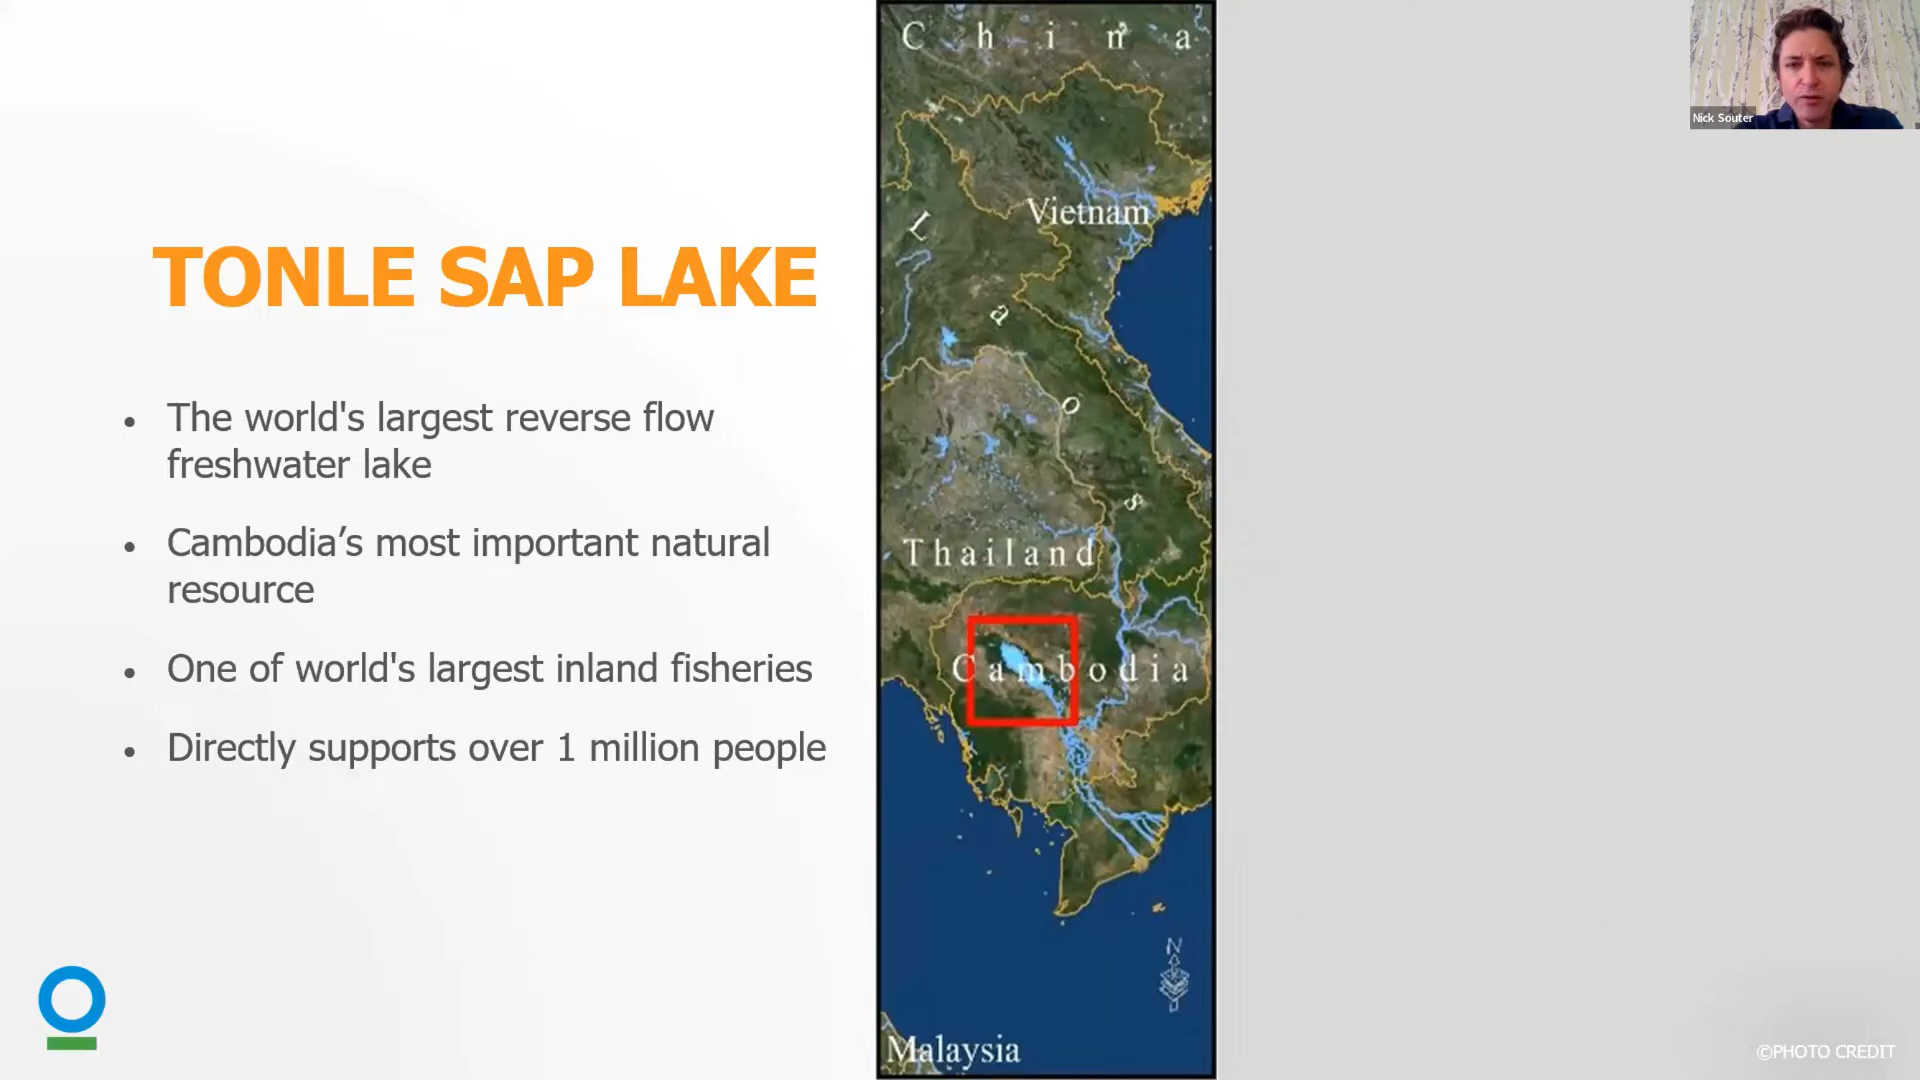 TONLE SAP LAKE
• The world's largest reverse flow
freshwater lake
• Cambodia’s most important natural
resource
• One of world's largest inland fisheries
• Directly supports over 1 million people
China
Vietnam
Laos
Thailand
Cambodia
N
Malaysia
Nick Souter
©PHOTO CREDIT